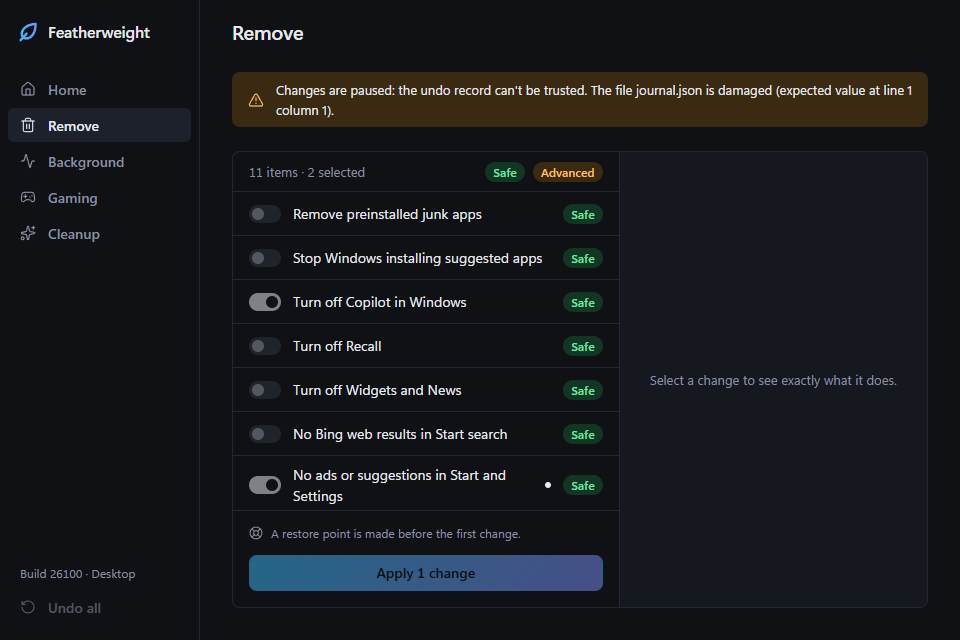 Featherweight
Home
Remove
Background
Gaming
Cleanup
Build 26100 · Desktop
Undo all
Remove
Changes are paused: the undo record can't be trusted. The file journal.json is damaged (expected value at line 1
column 1).
11 items · 2 selected
Safe
Advanced
Remove preinstalled junk apps
Safe
Stop Windows installing suggested apps
Safe
Turn off Copilot in Windows
Safe
Turn off Recall
Safe
Turn off Widgets and News
Safe
No Bing web results in Start search
Safe
No ads or suggestions in Start and
Settings
Safe
A restore point is made before the first change.
Apply 1 change
Select a change to see exactly what it does.